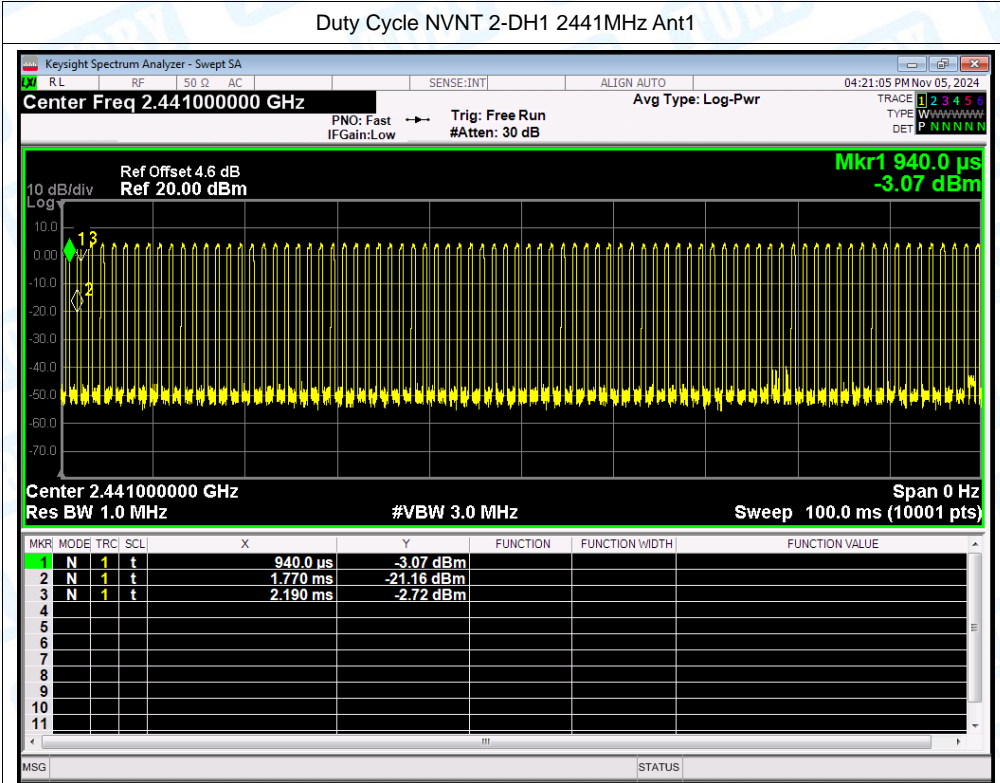 Duty Cycle NVNT 2-DH1 2441MHz Ant1
Keysight Spectrum Analyzer - Swept SA
LXI RL RF 50 Ω AC SENSE:INT ALIGN AUTO 04:21:05 PM Nov 05, 2024
Center Freq 2.441000000 GHz Avg Type: Log-Pwr TRACE 1 2 3 4 5 6
PNO: Fast Trig: Free Run TYPE WWWWWW
IFGain:Low #Atten: 30 dB DET P N N N N N
Mkr1 940.0 µs
Ref Offset 4.6 dB
10 dB/div Ref 20.00 dBm -3.07 dBm
Log
10.0
1 3
0.00
-10.0
2
-20.0
-30.0
-40.0
-50.0
-60.0
-70.0
Center 2.441000000 GHz Span 0 Hz
Res BW 1.0 MHz #VBW 3.0 MHz Sweep 100.0 ms (10001 pts)
MKR MODE TRC SCL X Y FUNCTION FUNCTION WIDTH FUNCTION VALUE
1 N 1 t 940.0 µs -3.07 dBm
2 N 1 t 1.770 ms -21.16 dBm
3 N 1 t 2.190 ms -2.72 dBm
4
5
6
7
8
9
10
11
MSG STATUS